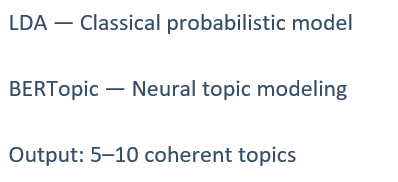 LDA — Classical probabilistic model
BERTopic — Neural topic modeling
Output: 5–10 coherent topics